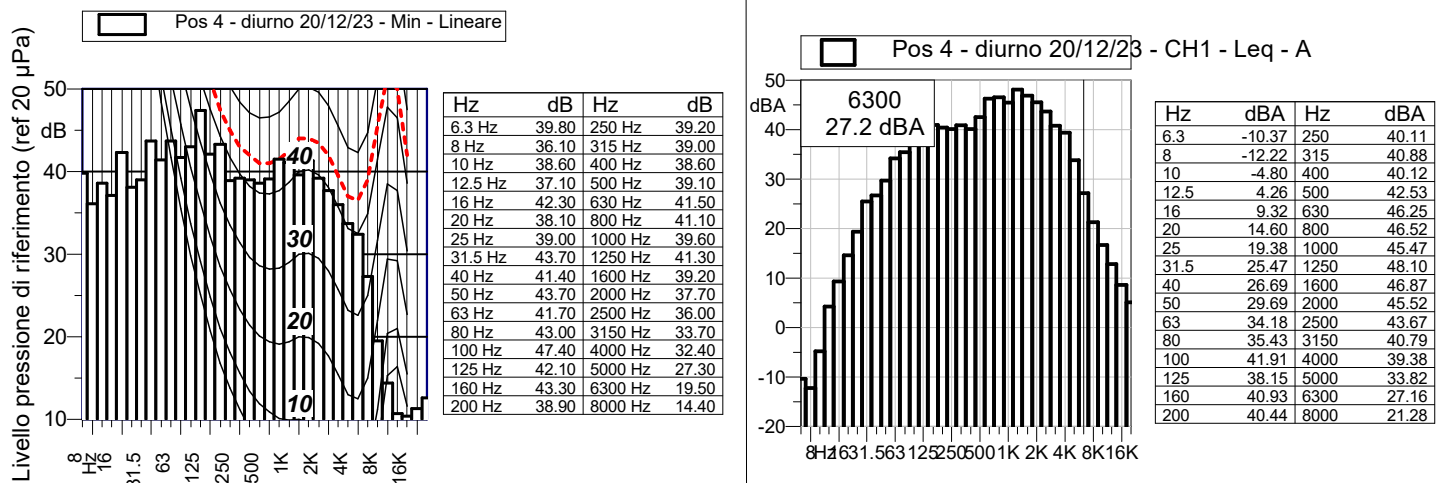 Pos 4 - diurno 20/12/23 - Min - Lineare
Livello pressione di riferimento (ref 20 µPa)
50
dB
40
30
20
10
40
30
20
10
8
Hz
16
31.5
63
125
250
500
1K
2K
4K
8K
16K
Hz dB Hz dB
6.3 Hz 39.80 250 Hz 39.20
8 Hz 36.10 315 Hz 39.00
10 Hz 38.60 400 Hz 38.60
12.5 Hz 37.10 500 Hz 39.10
16 Hz 42.30 630 Hz 41.50
20 Hz 38.10 800 Hz 41.10
25 Hz 39.00 1000 Hz 39.60
31.5 Hz 43.70 1250 Hz 41.30
40 Hz 41.40 1600 Hz 39.20
50 Hz 43.70 2000 Hz 37.70
63 Hz 41.70 2500 Hz 36.00
80 Hz 43.00 3150 Hz 33.70
100 Hz 47.40 4000 Hz 32.40
125 Hz 42.10 5000 Hz 27.30
160 Hz 43.30 6300 Hz 19.50
200 Hz 38.90 8000 Hz 14.40
Pos 4 - diurno 20/12/23 - CH1 - Leq - A
50
dBA
40
30
20
10
0
-10
-20
6300
27.2 dBA
8Hz 16 31.5 63 125 250 500 1K 2K 4K 8K 16K
Hz dBA Hz dBA
6.3 -10.37 250 40.11
8 -12.22 315 40.88
10 -4.80 400 40.12
12.5 4.26 500 42.53
16 9.32 630 46.25
20 14.60 800 46.52
25 19.38 1000 45.47
31.5 25.47 1250 48.10
40 26.69 1600 46.87
50 29.69 2000 45.52
63 34.18 2500 43.67
80 35.43 3150 40.79
100 41.91 4000 39.38
125 38.15 5000 33.82
160 40.93 6300 27.16
200 40.44 8000 21.28